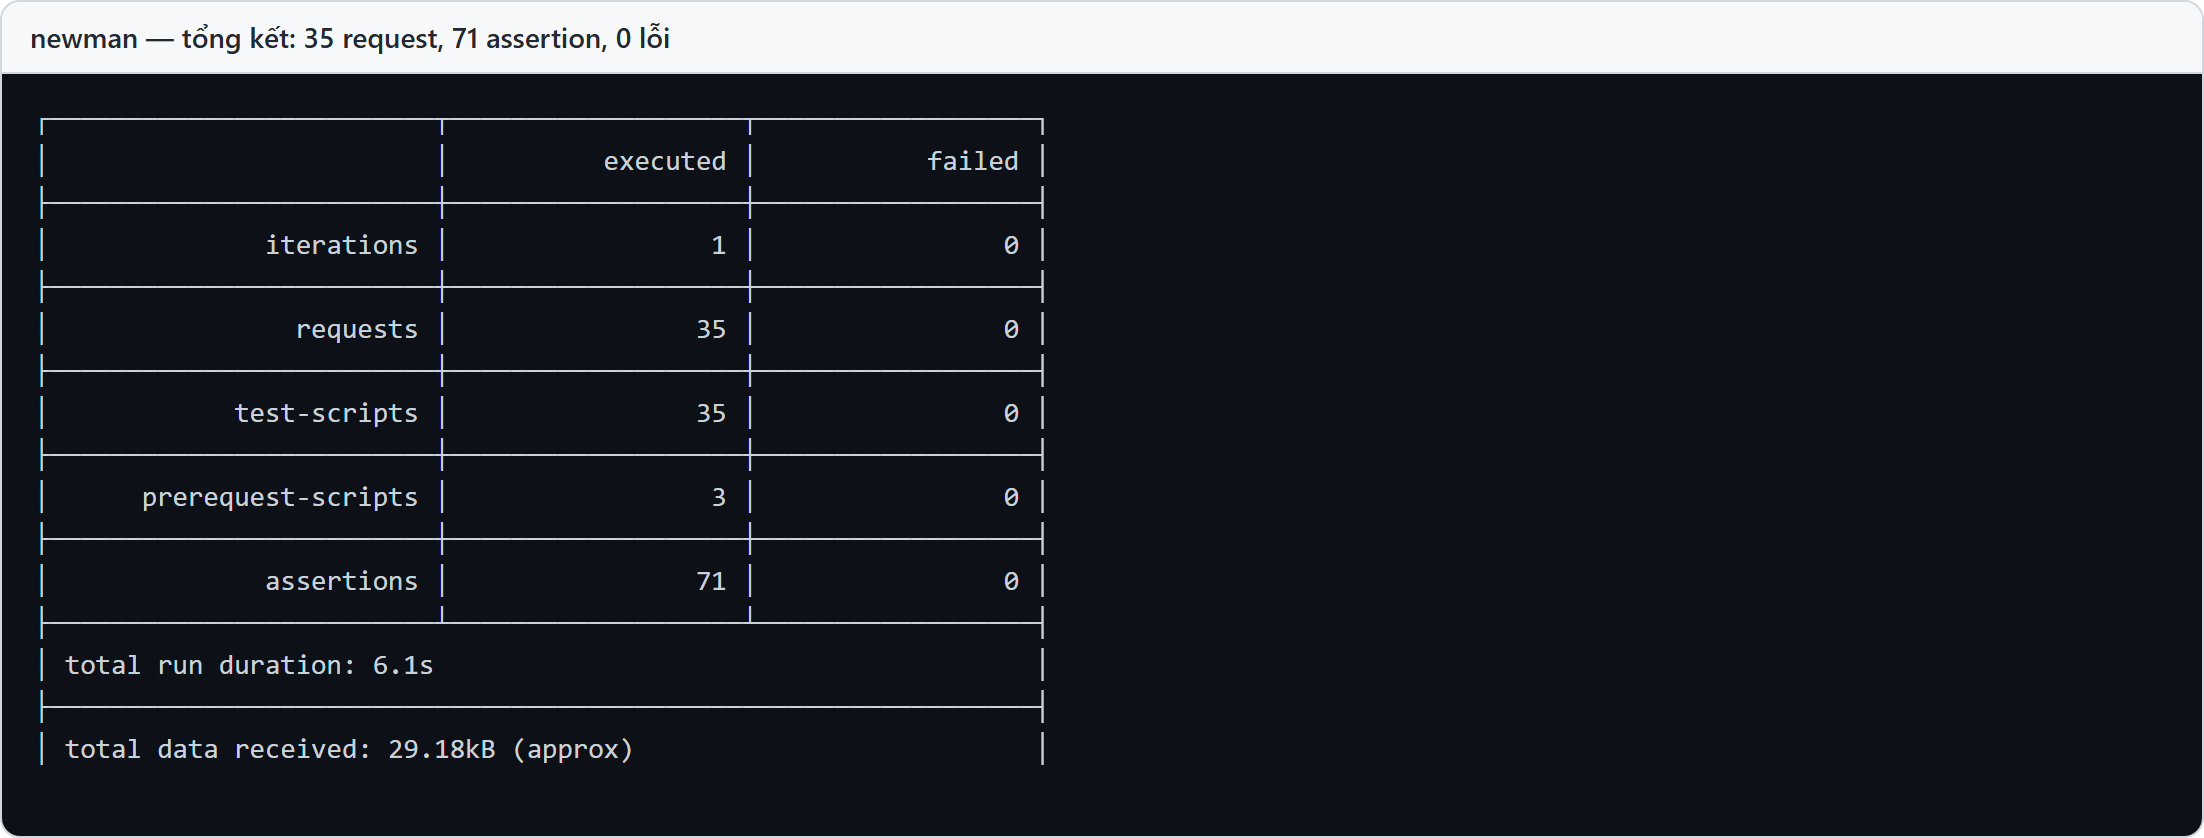 newman — tổng kết: 35 request, 71 assertion, 0 lỗi
executed failed
iterations 1 0
requests 35 0
test-scripts 35 0
prerequest-scripts 3 0
assertions 71 0
total run duration: 6.1s
total data received: 29.18kB (approx)